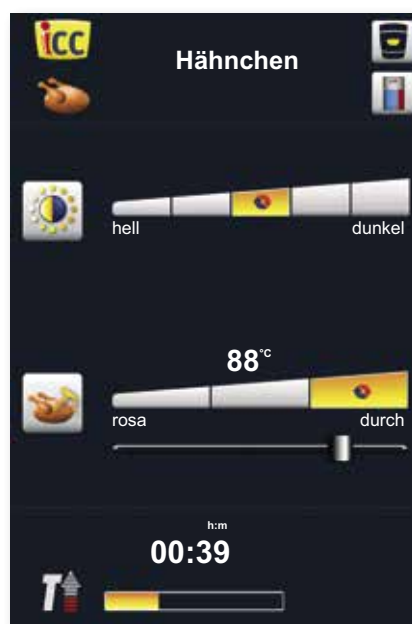 icc
Hähnchen
hell dunkel
88°C
rosa durch
h:m
00:39
T